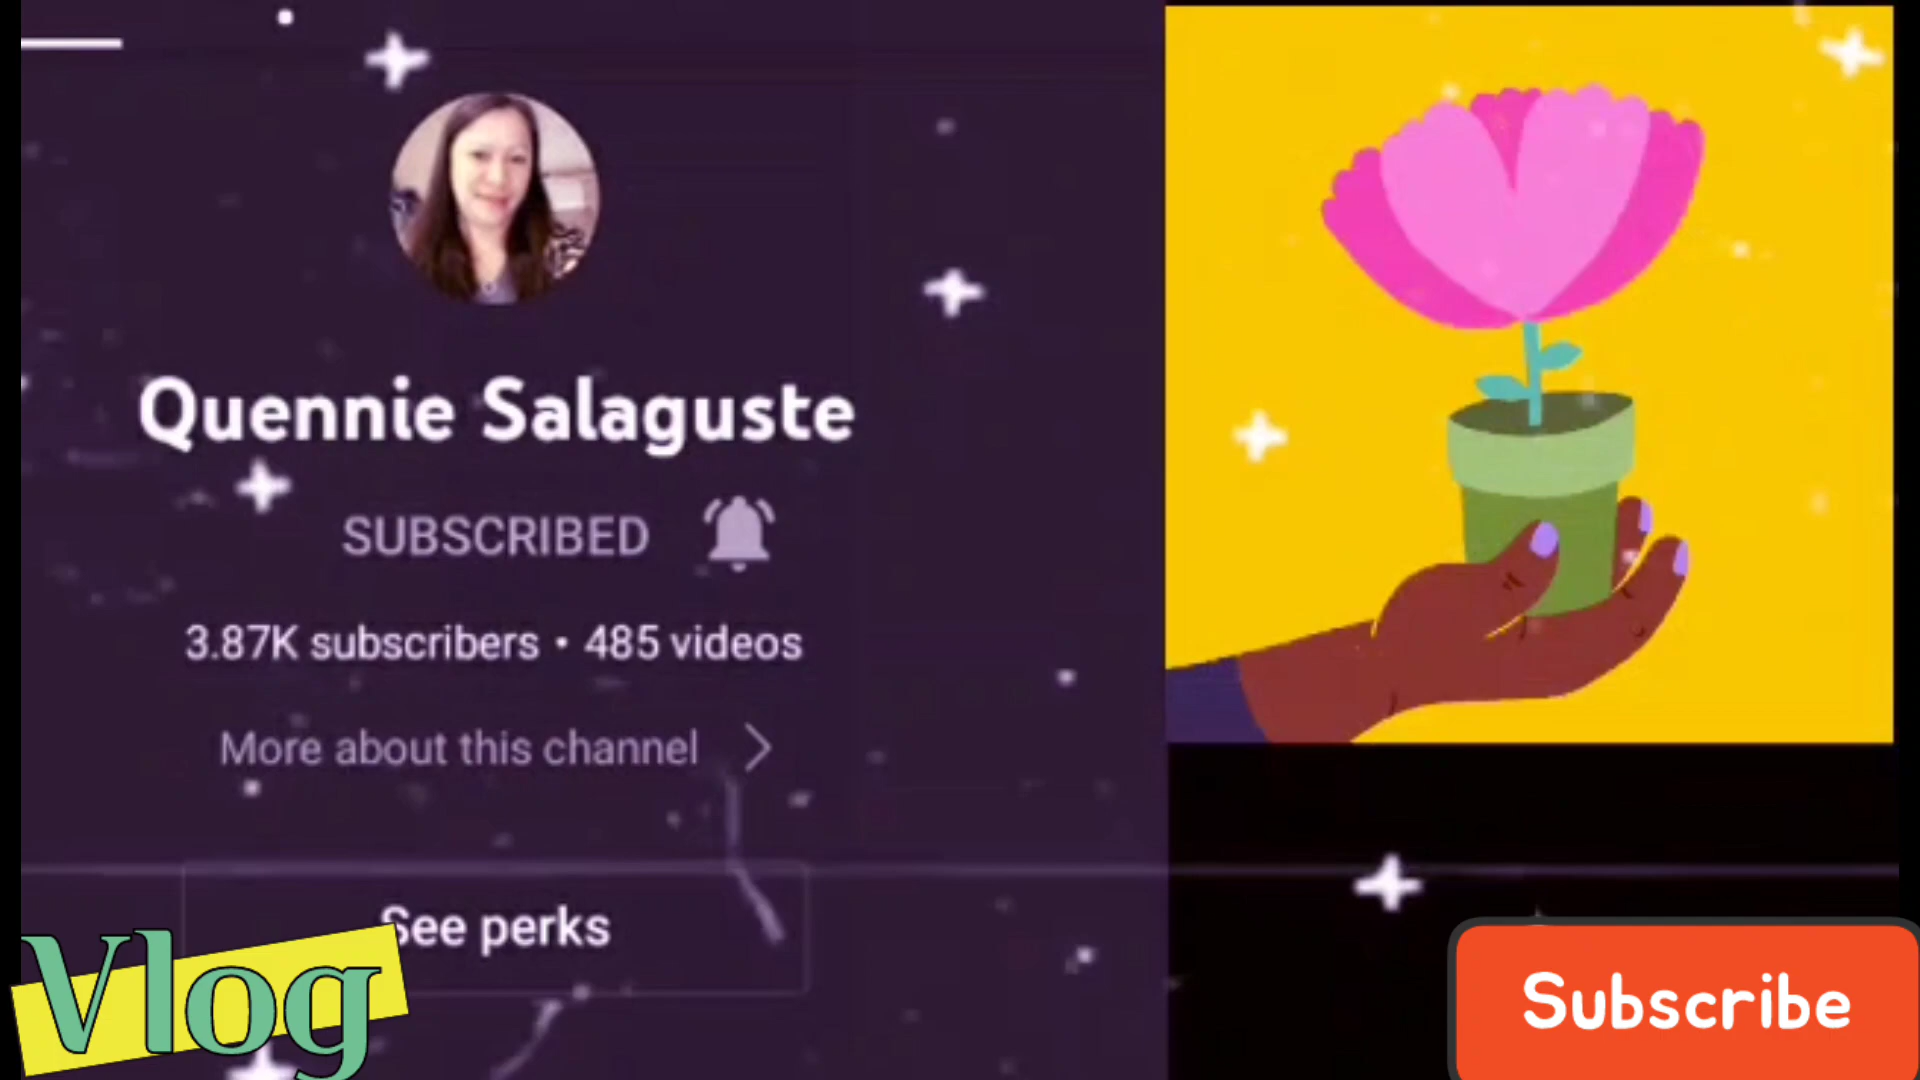 Quennie Salaguste
SUBSCRIBED
3.87K subscribers • 485 videos
More about this channel
See perks
Vlog
Subscribe